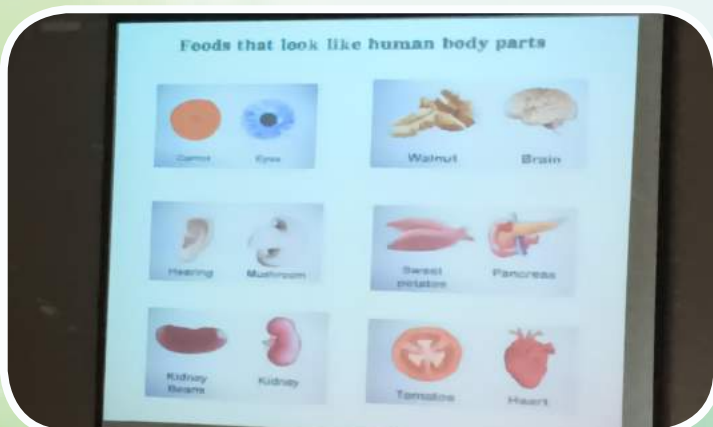 Foods that look like human body parts
Carrot Eyes
Walnut Brain
Hearing Mushroom
Sweet potatoes Pancreas
Kidney Beans Kidney
Tomatoe Heart